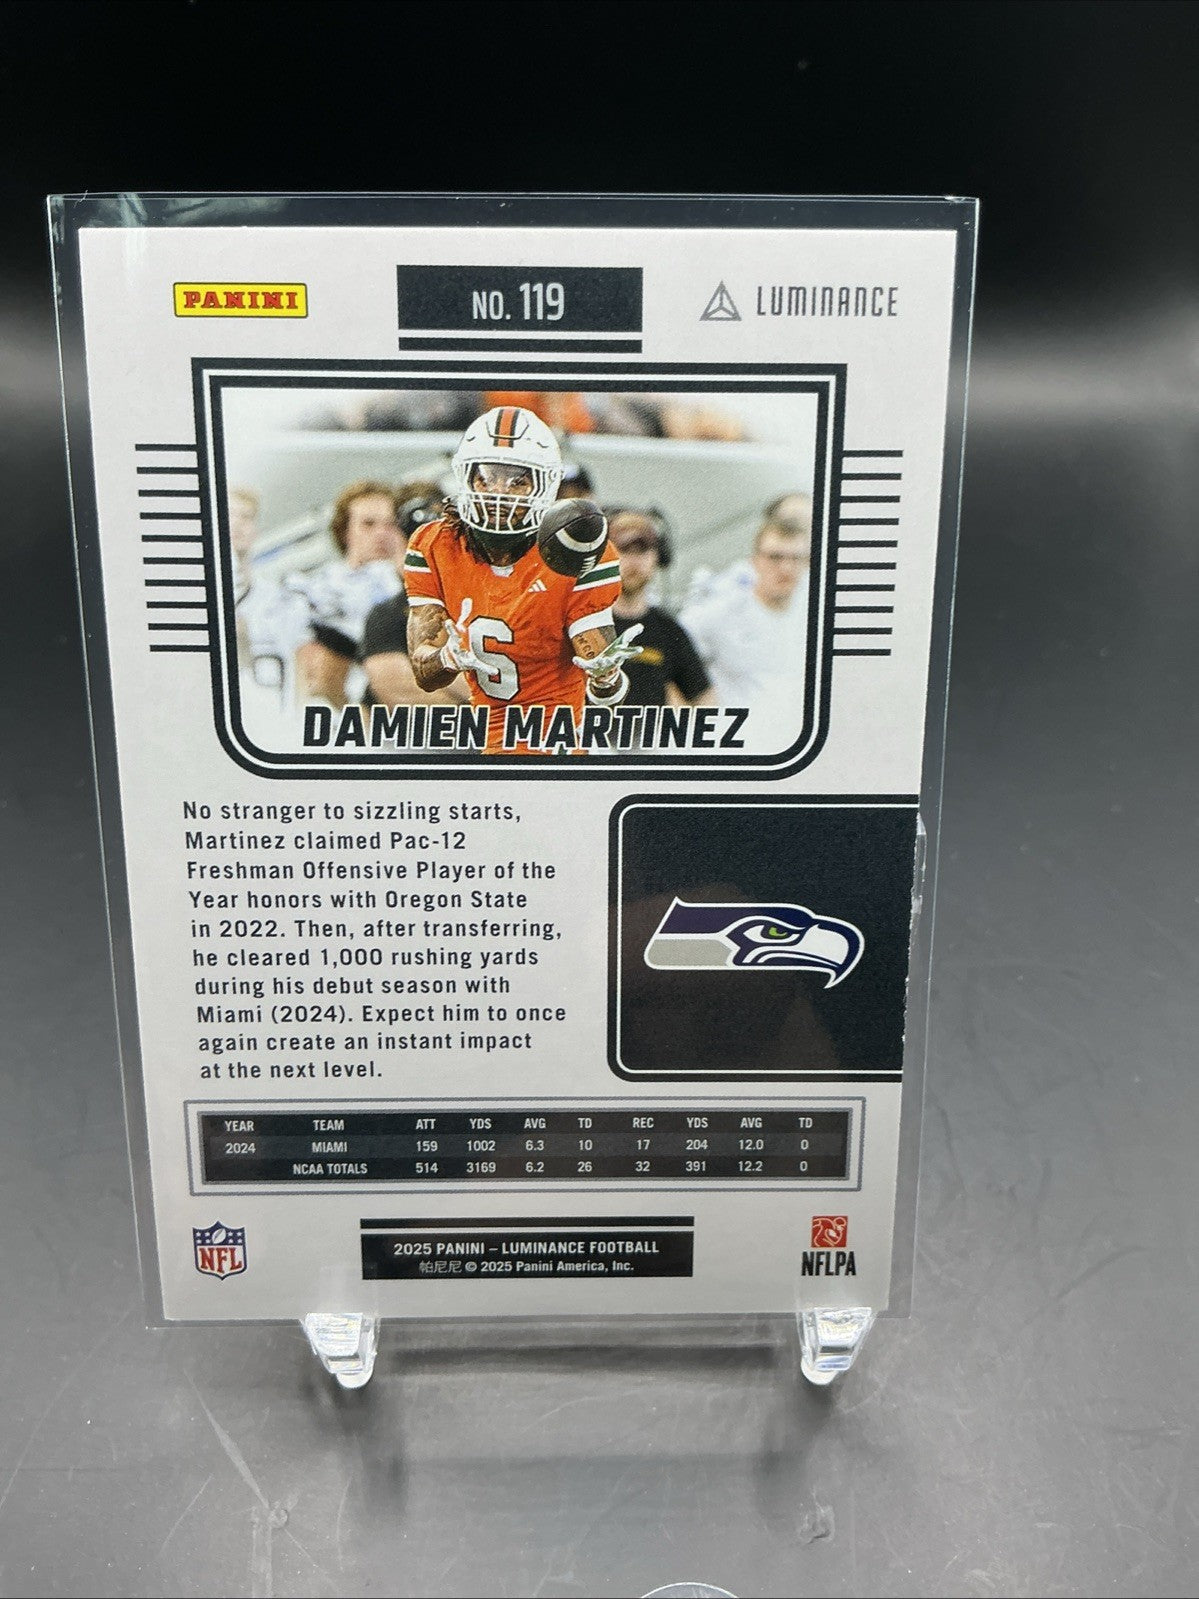 PANINI
NO. 119
LUMINANCE
6
DAMIEN MARTINEZ
No stranger to sizzling starts,
Martinez claimed Pac-12
Freshman Offensive Player of the
Year honors with Oregon State
in 2022. Then, after transferring,
he cleared 1,000 rushing yards
during his debut season with
Miami (2024). Expect him to once
again create an instant impact
at the next level.
YEAR TEAM ATT YDS AVG TD REC YDS AVG TD
2024 MIAMI 159 1002 6.3 10 17 204 12.0 0
NCAA TOTALS 514 3169 6.2 26 32 391 12.2 0
NFL
2025 PANINI – LUMINANCE FOOTBALL
帕尼尼 © 2025 Panini America, Inc.
NFLPA